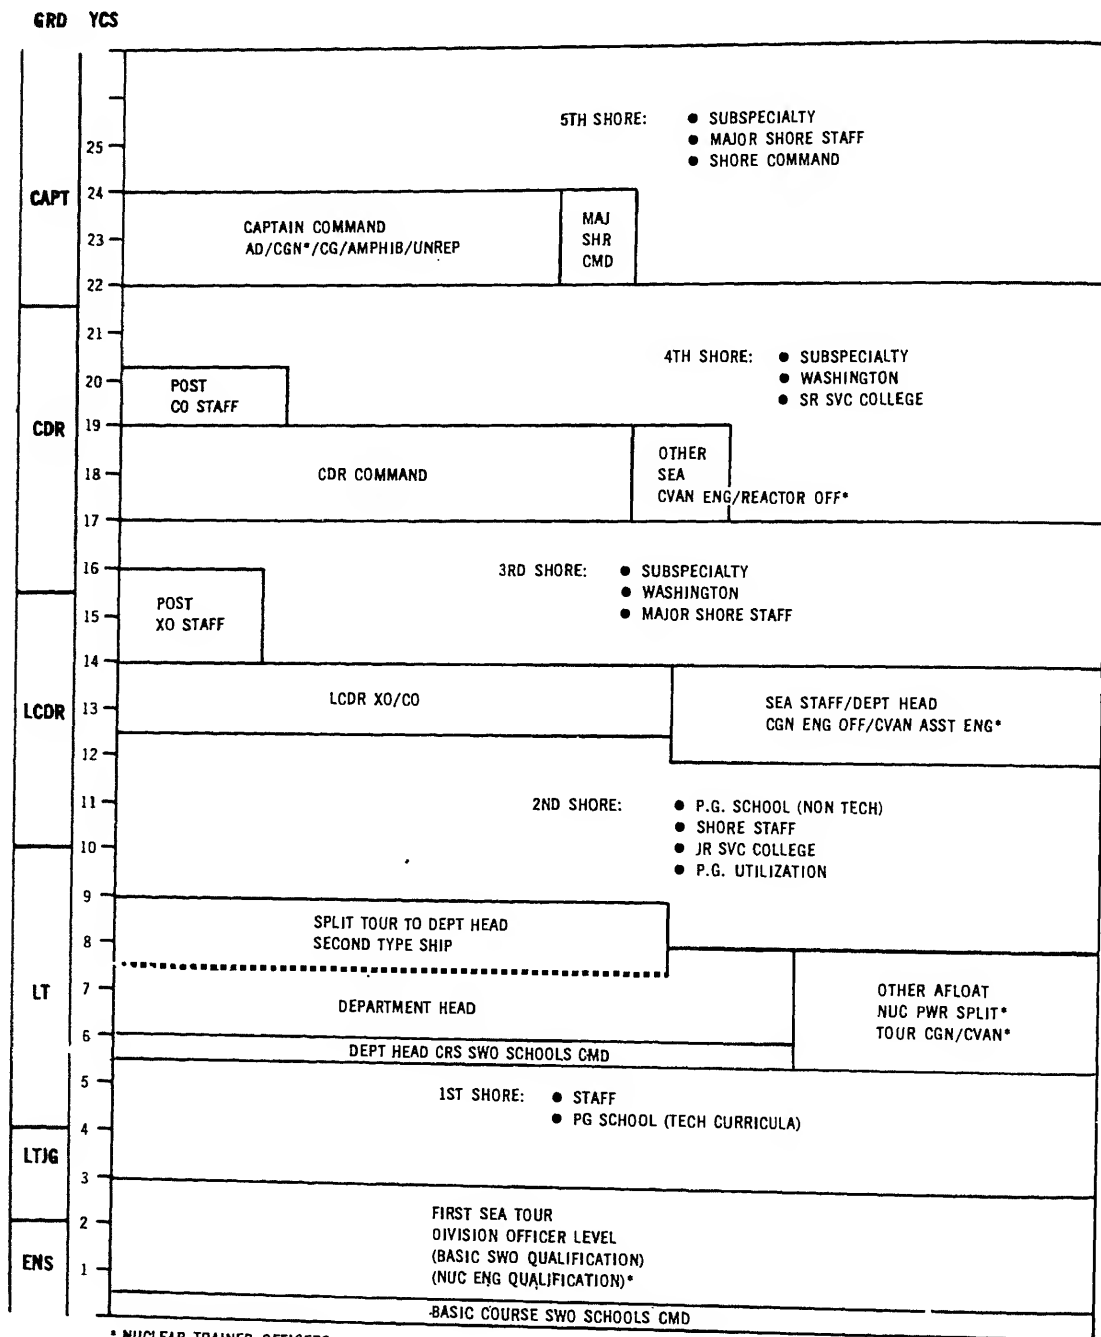 GRD YCS
5TH SHORE: ● SUBSPECIALTY
● MAJOR SHORE STAFF
● SHORE COMMAND
25
CAPT
24
CAPTAIN COMMAND
AD/CGN*/CG/AMPHIB/UNREP
MAJ
SHR
CMD
23
22
21
4TH SHORE: ● SUBSPECIALTY
● WASHINGTON
● SR SVC COLLEGE
20
POST
CO STAFF
19
CDR
18
CDR COMMAND
OTHER
SEA
CVAN ENG/REACTOR OFF*
17
16
3RD SHORE: ● SUBSPECIALTY
● WASHINGTON
● MAJOR SHORE STAFF
15
POST
XO STAFF
14
LCDR
13
LCDR XO/CO
SEA STAFF/DEPT HEAD
CGN ENG OFF/CVAN ASST ENG*
12
11
2ND SHORE: ● P.G. SCHOOL (NON TECH)
● SHORE STAFF
● JR SVC COLLEGE
● P.G. UTILIZATION
10
9
SPLIT TOUR TO DEPT HEAD
SECOND TYPE SHIP
8
LT
7
DEPARTMENT HEAD
OTHER AFLOAT
NUC PWR SPLIT*
TOUR CGN/CVAN*
6
DEPT HEAD CRS SWO SCHOOLS CMD
5
1ST SHORE: ● STAFF
● PG SCHOOL (TECH CURRICULA)
4
LTJG
3
2
FIRST SEA TOUR
DIVISION OFFICER LEVEL
(BASIC SWO QUALIFICATION)
(NUC ENG QUALIFICATION)*
ENS
1
BASIC COURSE SWO SCHOOLS CMD
* NUCLEAR TRAINED OFFICERS